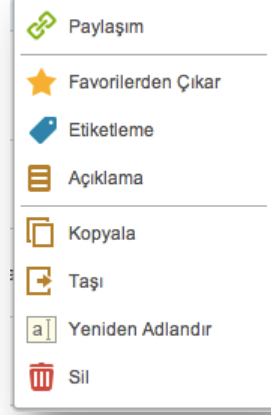 Paylaşım
Favorilerden Çıkar
Etiketleme
Açıklama
Kopyala
Taşı
a Yeniden Adlandır
Sil